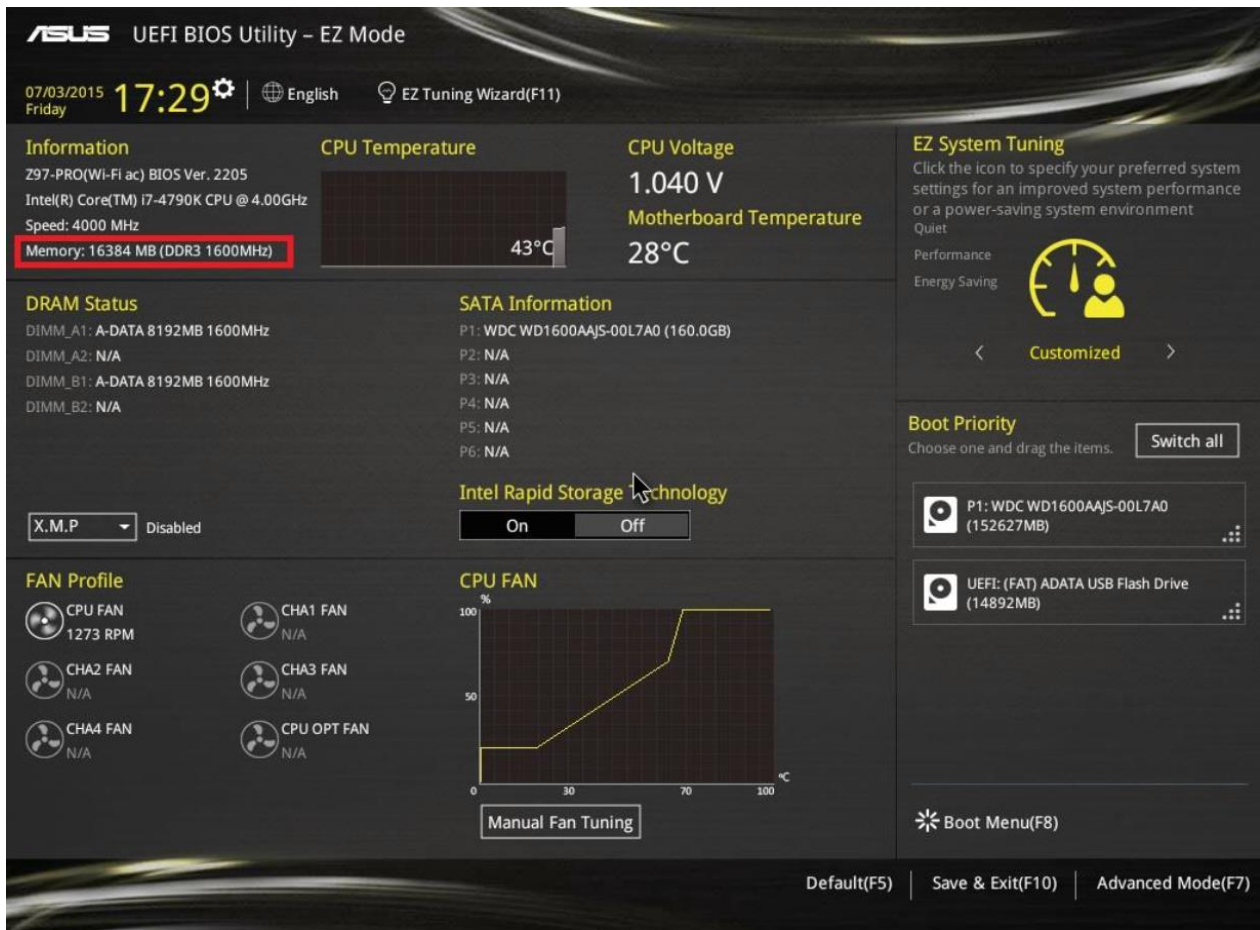 ASUS UEFI BIOS Utility – EZ Mode
07/03/2015
Friday
17:29
English
EZ Tuning Wizard(F11)
Information
Z97-PRO(Wi-Fi ac) BIOS Ver. 2205
Intel(R) Core(TM) i7-4790K CPU @ 4.00GHz
Speed: 4000 MHz
Memory: 16384 MB (DDR3 1600MHz)
CPU Temperature
43°C
CPU Voltage
1.040 V
Motherboard Temperature
28°C
EZ System Tuning
Click the icon to specify your preferred system
settings for an improved system performance
or a power-saving system environment
Quiet
Performance
Energy Saving
Customized
DRAM Status
DIMM_A1: A-DATA 8192MB 1600MHz
DIMM_A2: N/A
DIMM_B1: A-DATA 8192MB 1600MHz
DIMM_B2: N/A
X.M.P
Disabled
SATA Information
P1: WDC WD1600AAJS-00L7A0 (160.0GB)
P2: N/A
P3: N/A
P4: N/A
P5: N/A
P6: N/A
Intel Rapid Storage Technology
On
Off
Boot Priority
Choose one and drag the items.
Switch all
P1: WDC WD1600AAJS-00L7A0
(152627MB)
UEFI: (FAT) ADATA USB Flash Drive
(14892MB)
FAN Profile
CPU FAN
1273 RPM
CHA1 FAN
N/A
CHA2 FAN
N/A
CHA3 FAN
N/A
CHA4 FAN
N/A
CPU OPT FAN
N/A
CPU FAN
%
100
50
0 30 70 100
°C
Manual Fan Tuning
Boot Menu(F8)
Default(F5)
Save & Exit(F10)
Advanced Mode(F7)